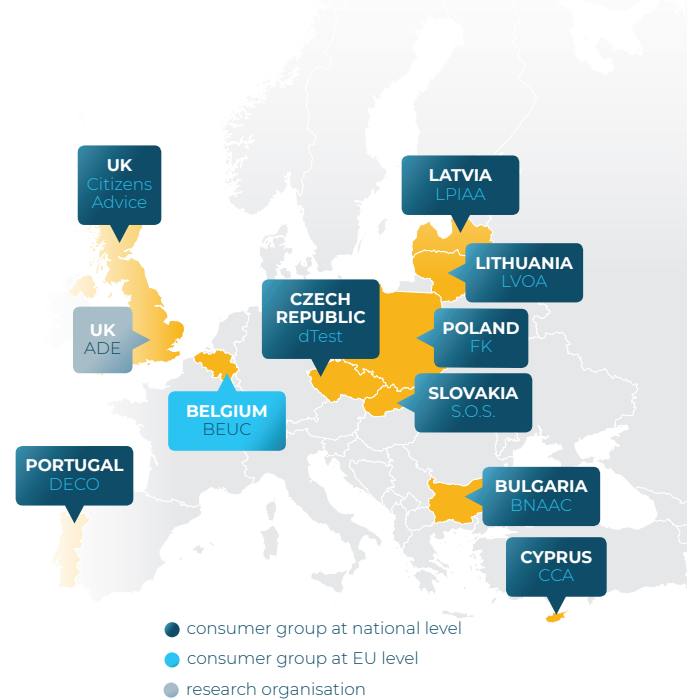 UK
Citizens
Advice
LATVIA
LPIAA
LITHUANIA
LVOA
CZECH
REPUBLIC
dTest
UK
ADE
POLAND
FK
SLOVAKIA
S.O.S.
BELGIUM
BEUC
PORTUGAL
DECO
BULGARIA
BNAAC
CYPRUS
CCA
consumer group at national level
consumer group at EU level
research organisation